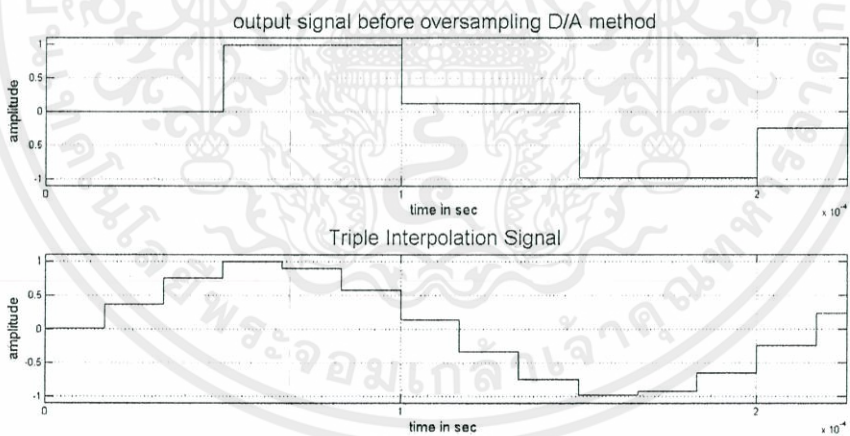 output signal before oversampling D/A method
1
0.5
0
0.5
-1
amplitude
0
1
2
time in sec
x 10^-4
Triple Interpolation Signal
1
0.5
0
-0.5
-1
amplitude
0
1
2
time in sec
x 10^-4